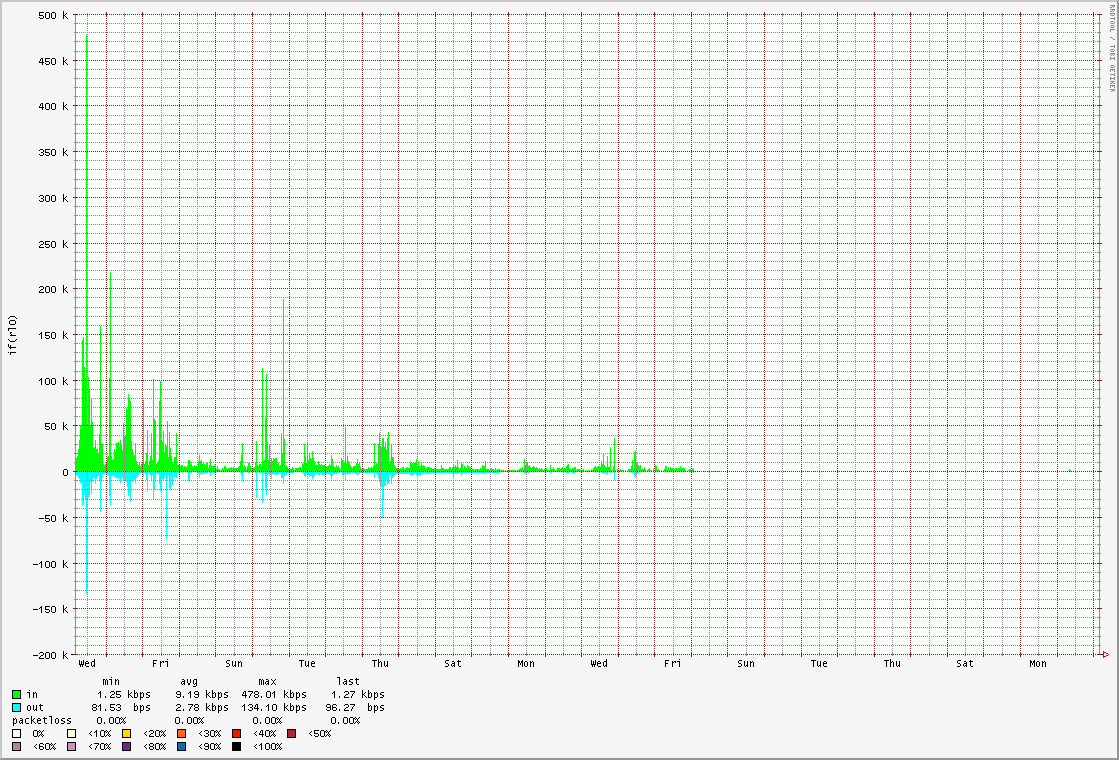 RRDTOOL / TOBI OETIKER
500 k
450 k
400 k
350 k
300 k
250 k
200 k
150 k
100 k
50 k
0
-50 k
-100 k
-150 k
-200 k
if(rl0)
Wed Fri Sun Tue Thu Sat Mon Wed Fri Sun Tue Thu Sat Mon
min avg max last
in 1.25 kbps 9.19 kbps 478.01 kbps 1.27 kbps
out 81.53 bps 2.78 kbps 134.10 kbps 96.27 bps
packetloss 0.00% 0.00% 0.00% 0.00%
0% <10% <20% <30% <40% <50%
<60% <70% <80% <90% <100%